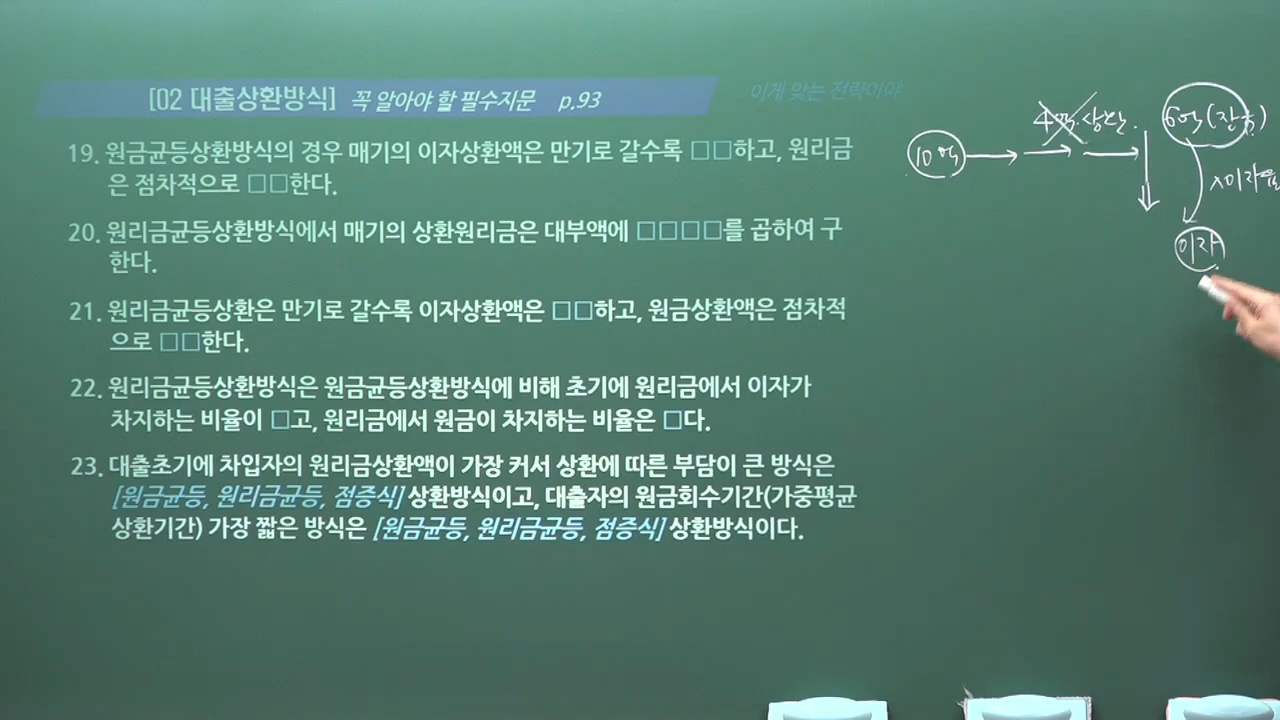 [02 대출상환방식] 꼭 알아야 할 필수지문 p.93
이게 맞는 전략이야
19. 원금균등상환방식의 경우 매기의 이자상환액은 만기로 갈수록 □□하고, 원리금
은 점차적으로 □□한다.
20. 원리금균등상환방식에서 매기의 상환원리금은 대부액에 □□□□를 곱하여 구
한다.
21. 원리금균등상환은 만기로 갈수록 이자상환액은 □□하고, 원금상환액은 점차적
으로 □□한다.
22. 원리금균등상환방식은 원금균등상환방식에 비해 초기에 원리금에서 이자가
차지하는 비율이 □고, 원리금에서 원금이 차지하는 비율은 □다.
23. 대출초기에 차입자의 원리금상환액이 가장 커서 상환에 따른 부담이 큰 방식은
[원금균등, 원리금균등, 점증식] 상환방식이고, 대출자의 원금회수기간(가중평균
상환기간) 가장 짧은 방식은 [원금균등, 원리금균등, 점증식] 상환방식이다.
10억
4억 상환.
6억(잔금)
×이자율
이자